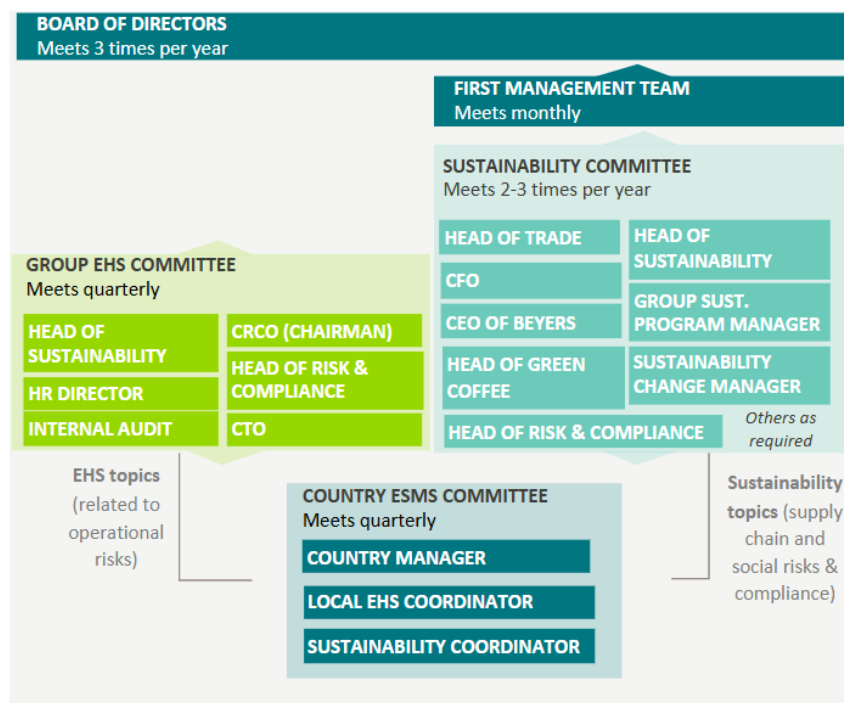 BOARD OF DIRECTORS
Meets 3 times per year
FIRST MANAGEMENT TEAM
Meets monthly
SUSTAINABILITY COMMITTEE
Meets 2-3 times per year
HEAD OF TRADE
CFO
CEO OF BEYERS
HEAD OF GREEN
COFFEE
HEAD OF
SUSTAINABILITY
GROUP SUST.
PROGRAM MANAGER
SUSTAINABILITY
CHANGE MANAGER
HEAD OF RISK & COMPLIANCE
Others as
required
GROUP EHS COMMITTEE
Meets quarterly
HEAD OF
SUSTAINABILITY
HR DIRECTOR
INTERNAL AUDIT
CRCO (CHAIRMAN)
HEAD OF RISK &
COMPLIANCE
CTO
EHS topics
(related to
operational
risks)
COUNTRY ESMS COMMITTEE
Meets quarterly
COUNTRY MANAGER
LOCAL EHS COORDINATOR
SUSTAINABILITY COORDINATOR
Sustainability
topics (supply
chain and
social risks &
compliance)